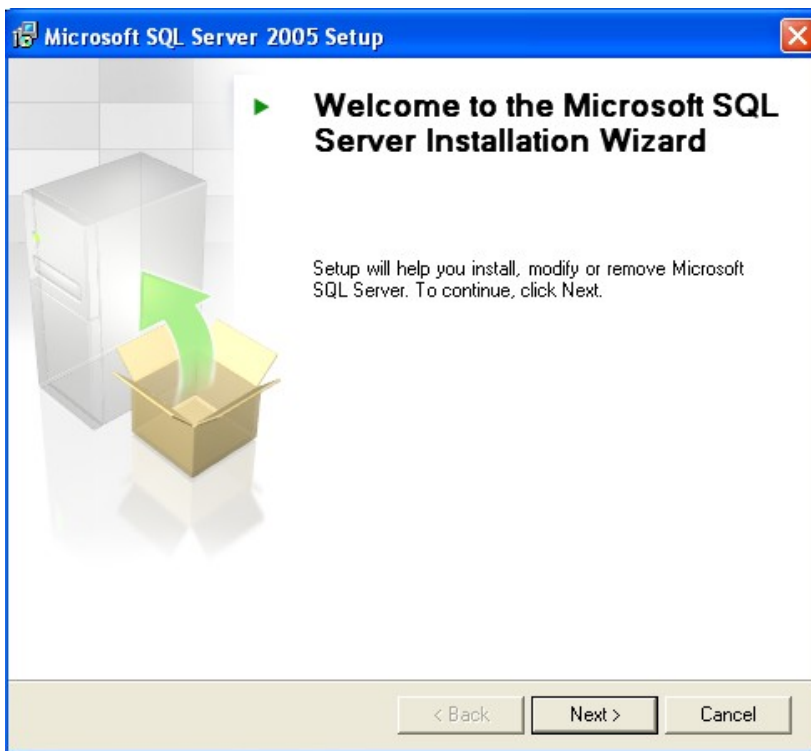 Microsoft SQL Server 2005 Setup
Welcome to the Microsoft SQL
Server Installation Wizard
Setup will help you install, modify or remove Microsoft
SQL Server. To continue, click Next.
< Back
Next >
Cancel